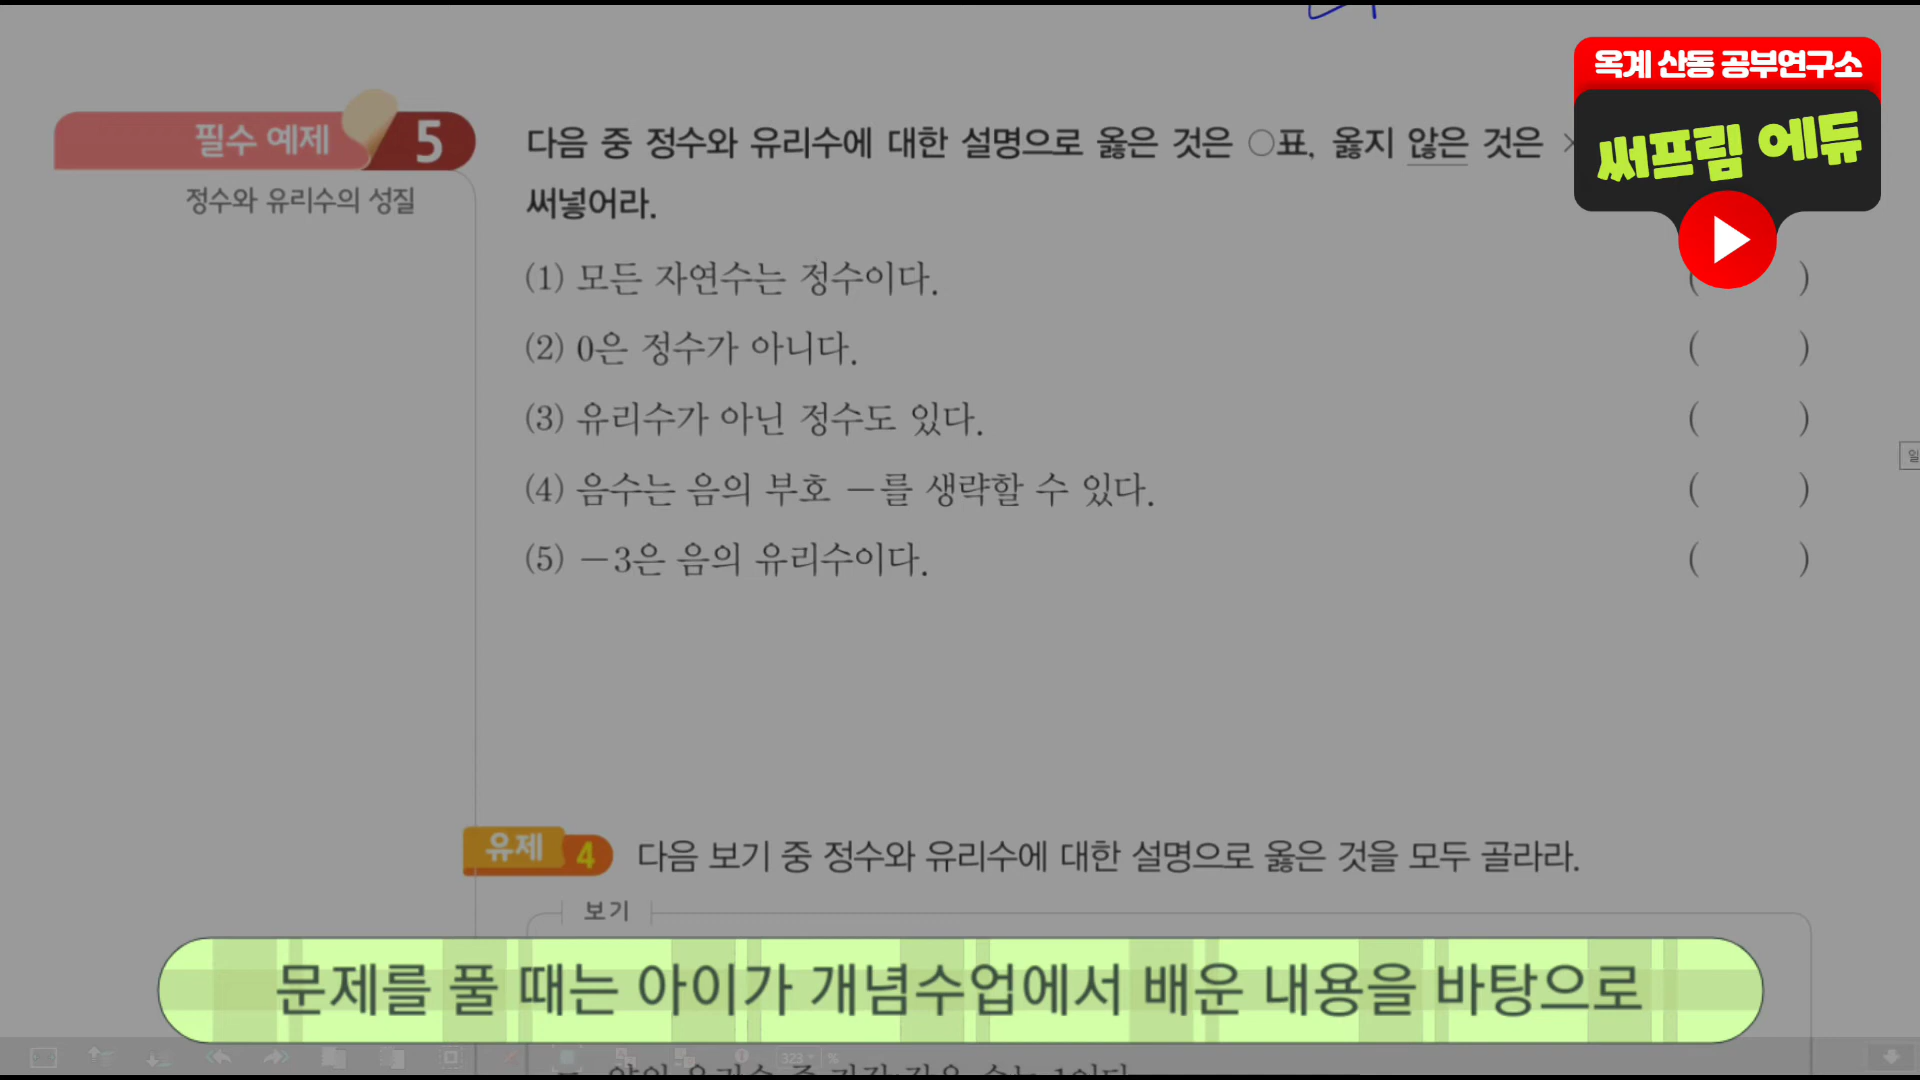 옥계 산동 공부연구소
써프림 에듀
필수 예제 5
정수와 유리수의 성질
다음 중 정수와 유리수에 대한 설명으로 옳은 것은 ○표, 옳지 않은 것은 ×
써넣어라.
(1) 모든 자연수는 정수이다. ( )
(2) 0은 정수가 아니다. ( )
(3) 유리수가 아닌 정수도 있다. ( )
(4) 음수는 음의 부호 －를 생략할 수 있다. ( )
(5) －3은 음의 유리수이다. ( )
일
유제 4 다음 보기 중 정수와 유리수에 대한 설명으로 옳은 것을 모두 골라라.
보기
문제를 풀 때는 아이가 개념수업에서 배운 내용을 바탕으로
323 %